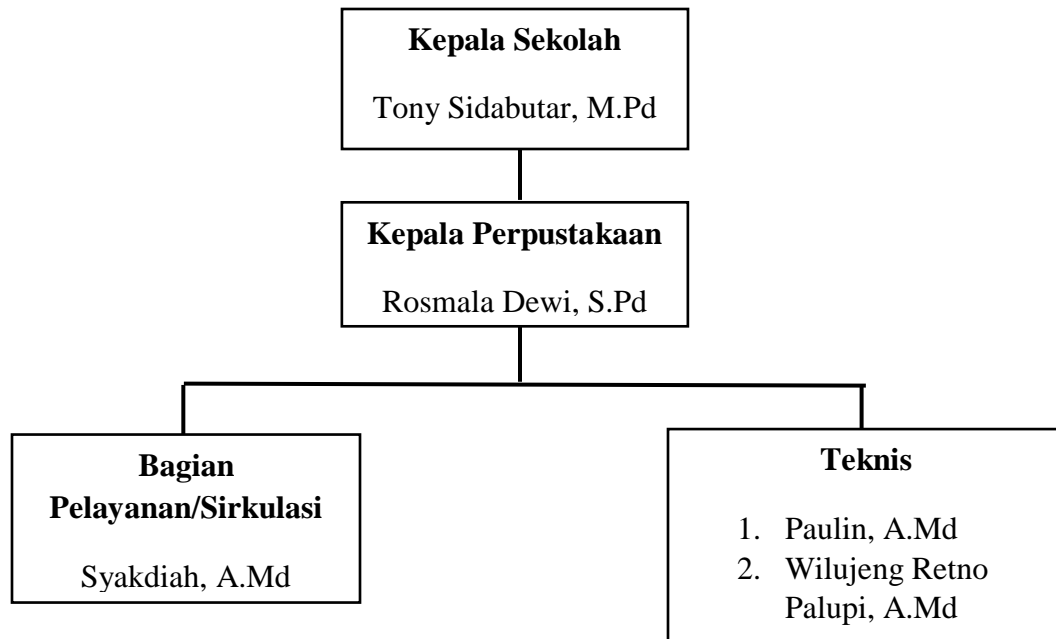 Kepala Sekolah
Tony Sidabutar, M.Pd
Kepala Perpustakaan
Rosmala Dewi, S.Pd
Bagian
Pelayanan/Sirkulasi
Syakdiah, A.Md
Teknis
1. Paulin, A.Md
2. Wilujeng Retno
Palupi, A.Md